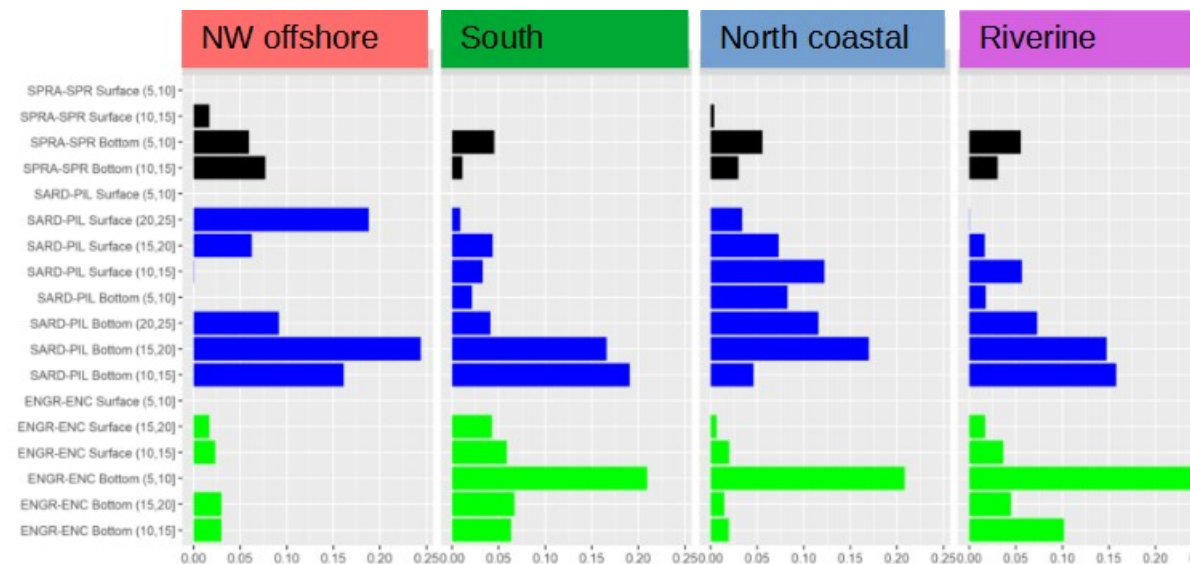 NW offshore South North coastal Riverine
SPRA-SPR Surface (5,10]
SPRA-SPR Surface (10,15]
SPRA-SPR Bottom (5,10]
SPRA-SPR Bottom (10,15]
SARD-PIL Surface (5,10]
SARD-PIL Surface (20,25]
SARD-PIL Surface (15,20]
SARD-PIL Surface (10,15]
SARD-PIL Bottom (5,10]
SARD-PIL Bottom (20,25]
SARD-PIL Bottom (15,20]
SARD-PIL Bottom (10,15]
ENGR-ENC Surface (5,10]
ENGR-ENC Surface (15,20]
ENGR-ENC Surface (10,15]
ENGR-ENC Bottom (5,10]
ENGR-ENC Bottom (15,20]
ENGR-ENC Bottom (10,15]
0.00 0.05 0.10 0.15 0.20 0.250.00 0.05 0.10 0.15 0.20 0.250.00 0.05 0.10 0.15 0.20 0.250.00 0.05 0.10 0.15 0.20